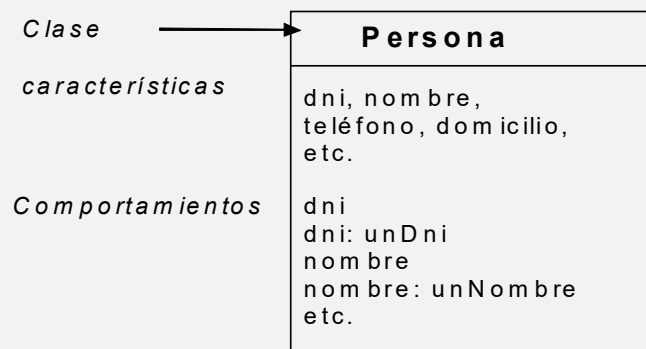 Clase
Persona
características
dni, nombre,
teléfono, domicilio,
etc.
Comportamientos
dni
dni: unDni
nombre
nombre: unNombre
etc.